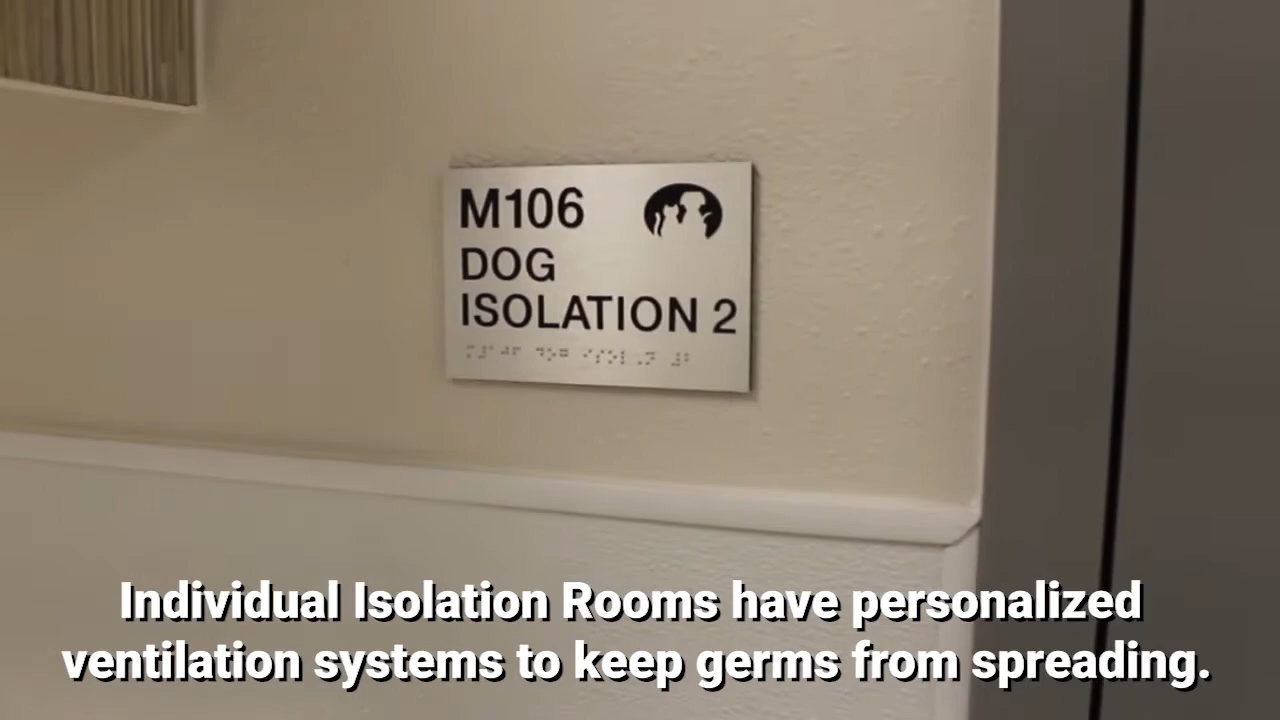 M106
DOG
ISOLATION 2
Individual Isolation Rooms have personalized
ventilation systems to keep germs from spreading.